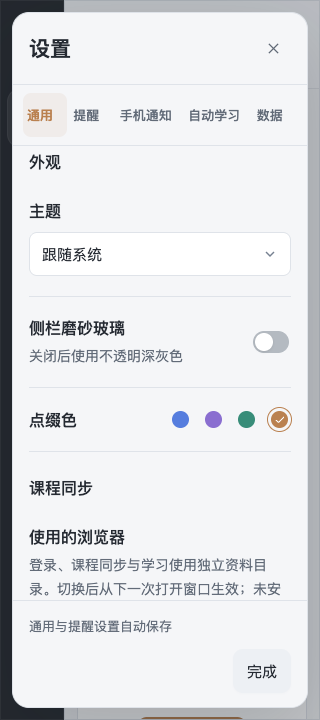 设置
通用 提醒 手机通知 自动学习 数据
外观
主题
跟随系统
侧栏磨砂玻璃
关闭后使用不透明深灰色
点缀色
课程同步
使用的浏览器
登录、课程同步与学习使用独立资料目
录。切换后从下一次打开窗口生效；未安
通用与提醒设置自动保存
完成